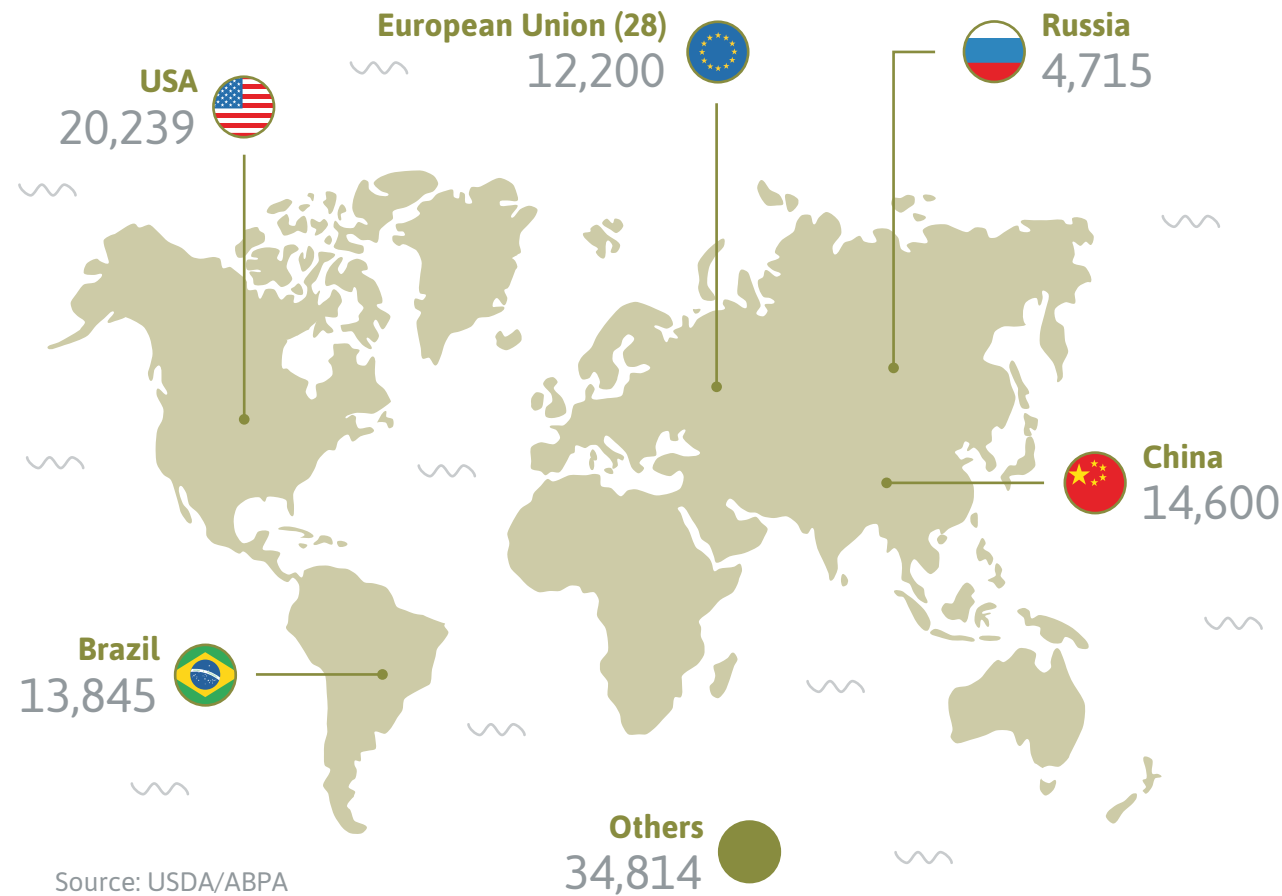 European Union (28)
12,200
Russia
4,715
USA
20,239
China
14,600
Brazil
13,845
Others
34,814
Source: USDA/ABPA